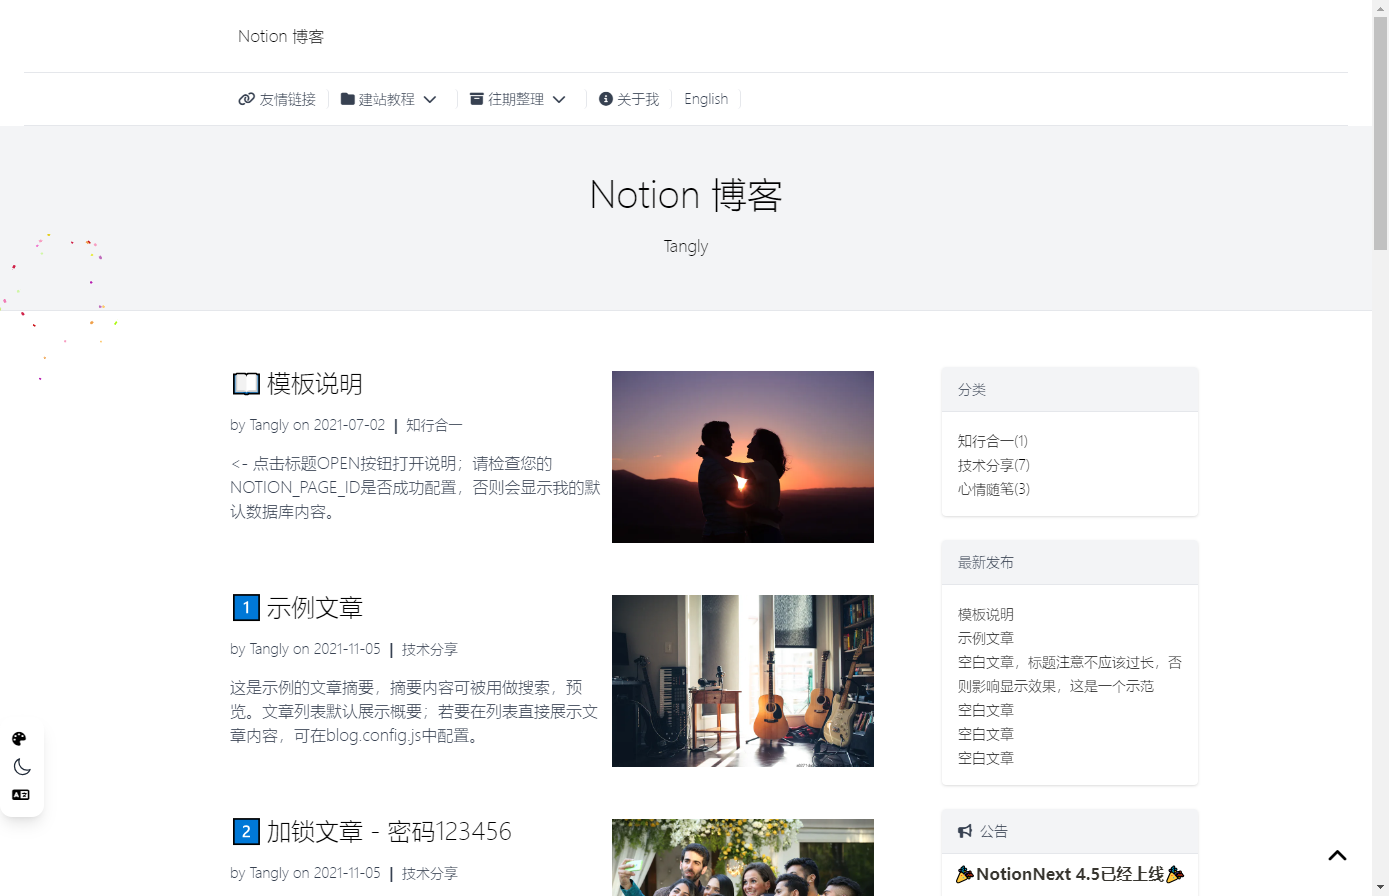 Notion 博客
友情链接 建站教程 往期整理 关于我 English
Notion 博客
Tangly
📖 模板说明
by Tangly on 2021-07-02 | 知行合一
<- 点击标题OPEN按钮打开说明；请检查您的
NOTION_PAGE_ID是否成功配置，否则会显示我的默
认数据库内容。
1 示例文章
by Tangly on 2021-11-05 | 技术分享
这是示例的文章摘要，摘要内容可被用做搜索，预
览。文章列表默认展示概要；若要在列表直接展示文
章内容，可在blog.config.js中配置。
2 加锁文章 - 密码123456
by Tangly on 2021-11-05 | 技术分享
分类
知行合一(1)
技术分享(7)
心情随笔(3)
最新发布
模板说明
示例文章
空白文章，标题注意不应该过长，否
则影响显示效果，这是一个示范
空白文章
空白文章
空白文章
公告
🎉NotionNext 4.5已经上线🎉